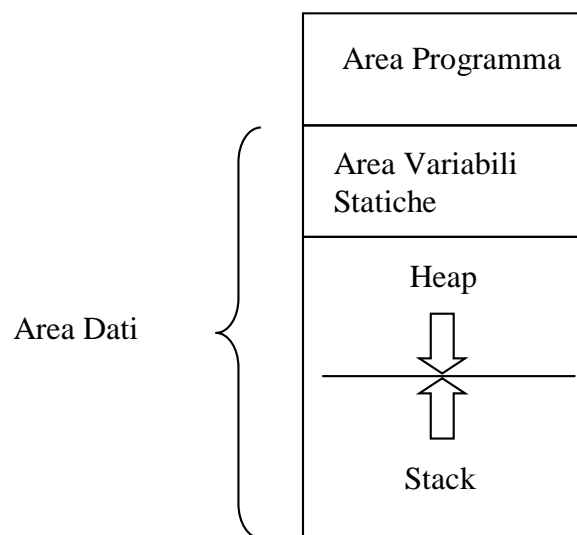 Area Programma
Area Variabili
Statiche
Heap
Area Dati
Stack